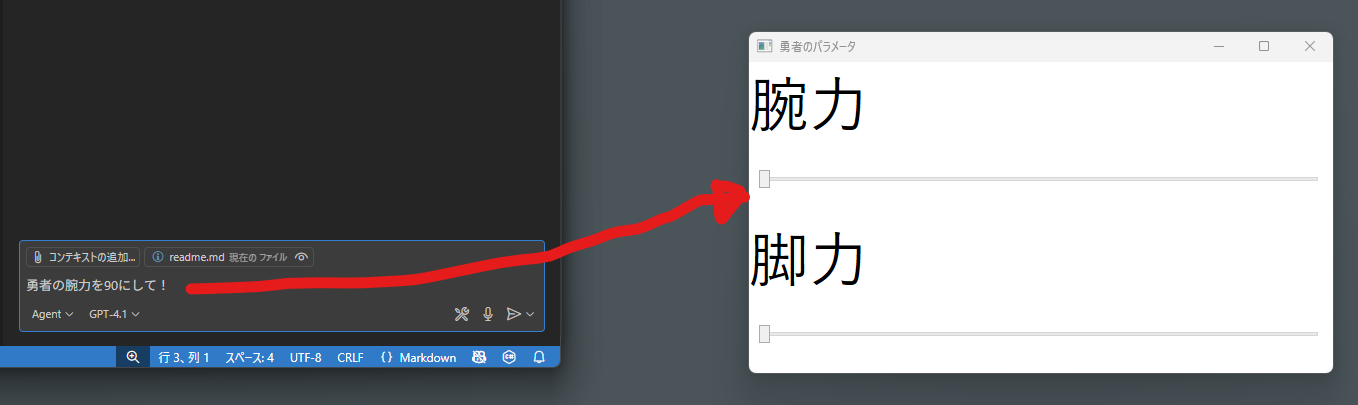 コンテキストの追加...
readme.md 現在のファイル
勇者の腕力を90にして！
Agent
GPT-4.1
行 3、列 1
スペース: 4
UTF-8
CRLF
{ } Markdown
勇者のパラメータ
腕力
脚力